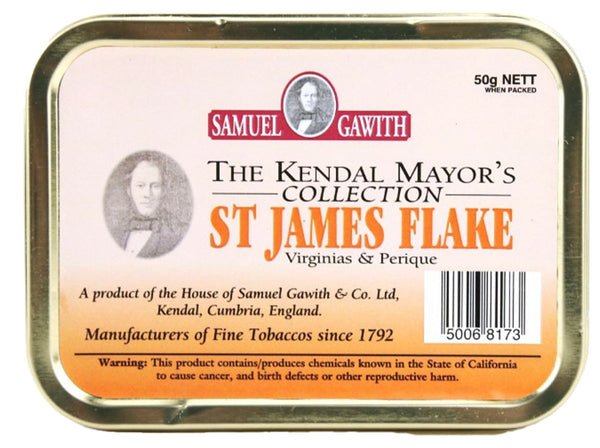 50g NETT
WHEN PACKED
SAMUEL GAWITH
THE KENDAL MAYOR'S
COLLECTION
ST JAMES FLAKE
Virginias & Perique
A product of the House of Samuel Gawith & Co. Ltd,
Kendal, Cumbria, England.
Manufacturers of Fine Tobaccos since 1792
5006 8173
Warning: This product contains/produces chemicals known in the State of California
to cause cancer, and birth defects or other reproductive harm.